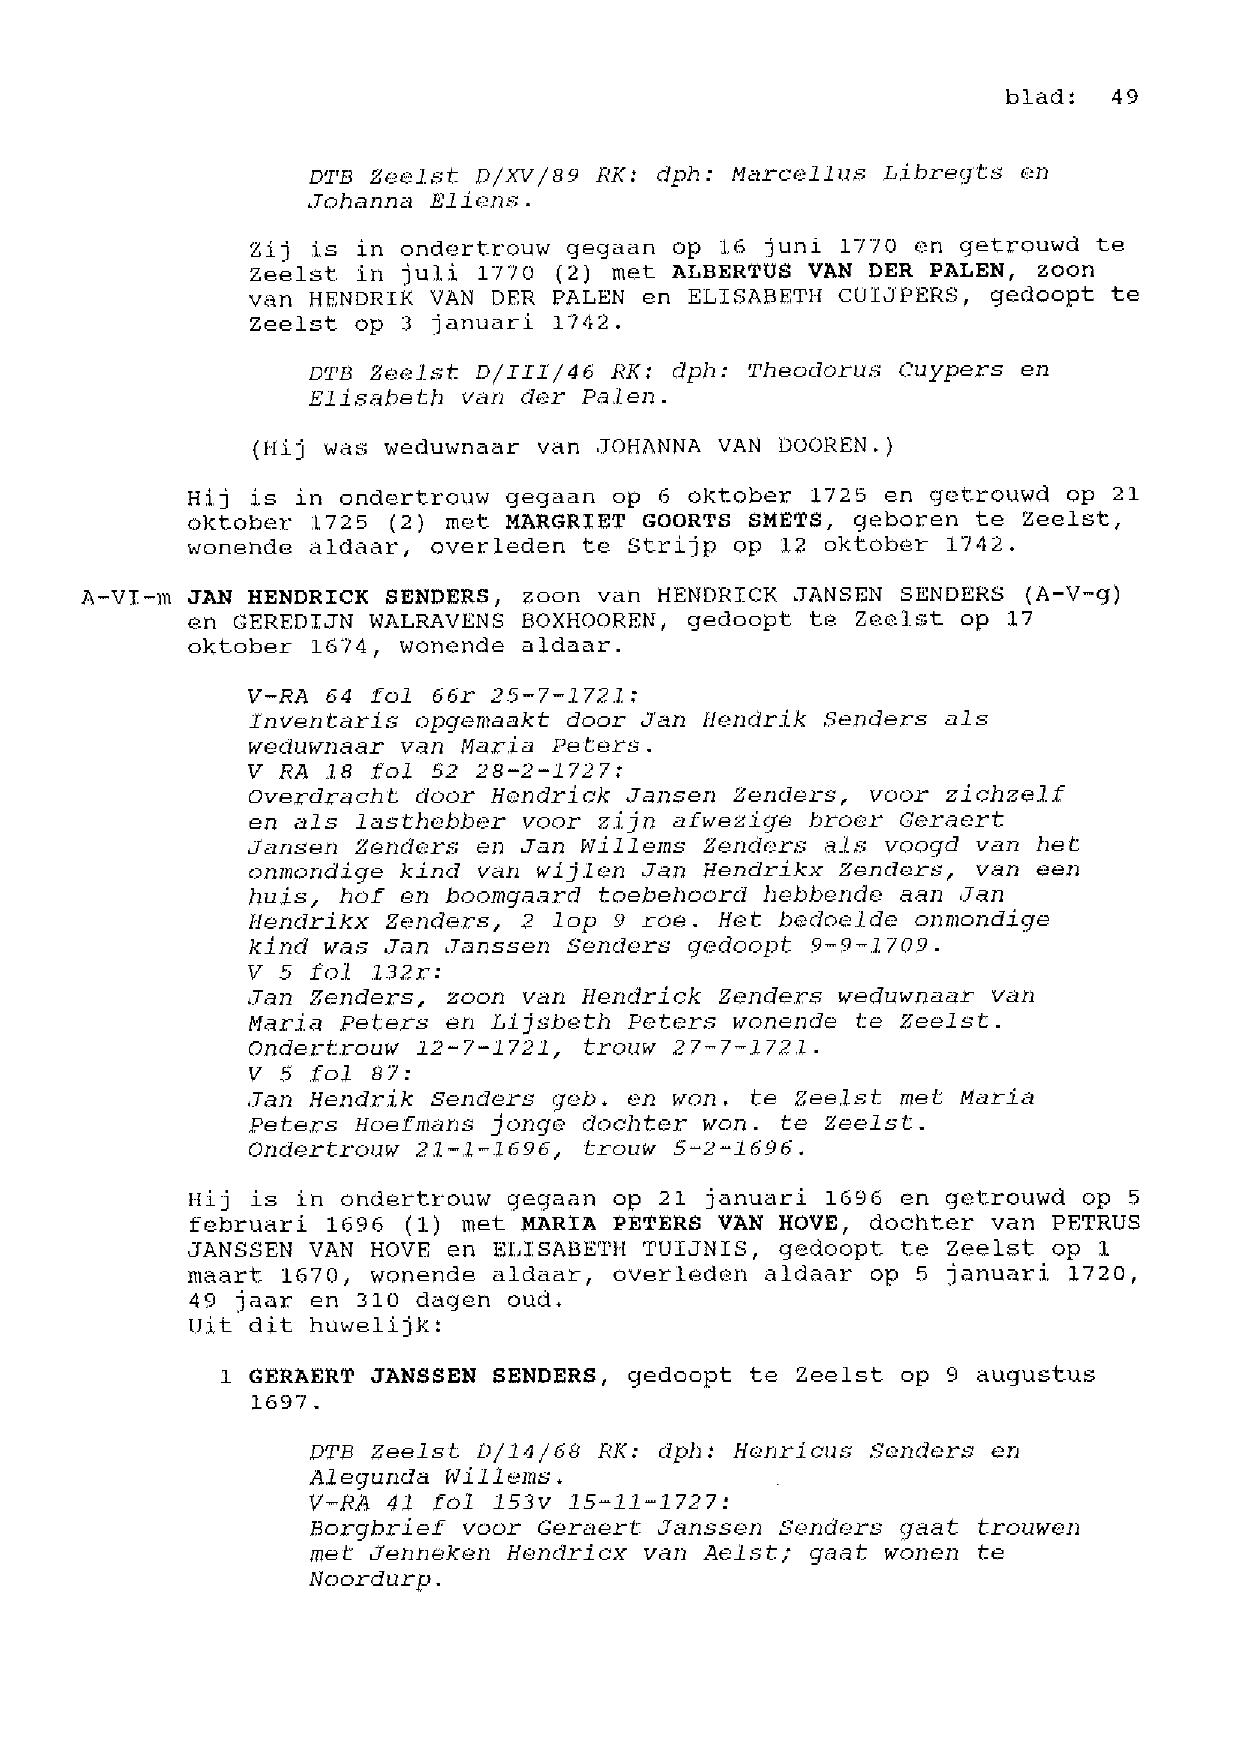 blad: 49
DTB Zeelst D/XV/89 RK: dph: Marcellus Libregts en
Johanna Eliens.
Zij is in ondertrouw gegaan op 16 juni 1770 en getrouwd te
Zeelst in juli 1770 (2) met ALBERTUS VAN DER PALEN, zoon
van HENDRIK VAN DER PALEN en ELISABETH CUIJPERS, gedoopt te
Zeelst op 3 januari 1742.
DTB Zeelst D/III/46 RK: dph: Theodorus Cuypers en
Elisabeth van der Palen.
(Hij was weduwnaar van JOHANNA VAN DOOREN.)
Hij is in ondertrouw gegaan op 6 oktober 1725 en getrouwd op 21
oktober 1725 (2) met MARGRIET GOORTS SMETS, geboren te Zeelst,
wonende aldaar, overleden te Strijp op 12 oktober 1742.
A-VI-m JAN HENDRICK SENDERS, zoon van HENDRICK JANSEN SENDERS (A-V-g)
en GEREDIJN WALRAVENS BOXHOOREN, gedoopt te Zeelst op 17
oktober 1674, wonende aldaar.
V-RA 64 fol 66r 25-7-1721:
Inventaris opgemaakt door Jan Hendrik Senders als
weduwnaar van Maria Peters.
V RA 18 fol 52 28-2-1727:
Overdracht door Hendrick Jansen Zenders, voor zichzelf
en als lasthebber voor zijn afwezige broer Geraert
Jansen Zenders en Jan Willems Zenders als voogd van het
onmondige kind van wijlen Jan Hendrikx Zenders, van een
huis, hof en boomgaard toebehoord hebbende aan Jan
Hendrikx Zenders, 2 lop 9 roe. Het bedoelde onmondige
kind was Jan Janssen Senders gedoopt 9-9-1709.
V 5 fol 132r:
Jan Zenders, zoon van Hendrick Zenders weduwnaar van
Maria Peters en Lijsbeth Peters wonende te Zeelst.
Ondertrouw 12-7-1721, trouw 27-7-1721.
V 5 fol 87:
Jan Hendrik Senders geb. en won. te Zeelst met Maria
Peters Hoefmans jonge dochter won. te Zeelst.
Ondertrouw 21-1-1696, trouw 5-2-1696.
Hij is in ondertrouw gegaan op 21 januari 1696 en getrouwd op 5
februari 1696 (1) met MARIA PETERS VAN HOVE, dochter van PETRUS
JANSSEN VAN HOVE en ELISABETH TUIJNIS, gedoopt te Zeelst op 1
maart 1670, wonende aldaar, overleden aldaar op 5 januari 1720,
49 jaar en 310 dagen oud.
Uit dit huwelijk:
1 GERAERT JANSSEN SENDERS, gedoopt te Zeelst op 9 augustus
1697.
DTB Zeelst D/14/68 RK: dph: Henricus Senders en
Alegunda Willems.
V-RA 41 fol 153v 15-11-1727:
Borgbrief voor Geraert Janssen Senders gaat trouwen
met Jenneken Hendricx van Aelst; gaat wonen te
Noordurp.